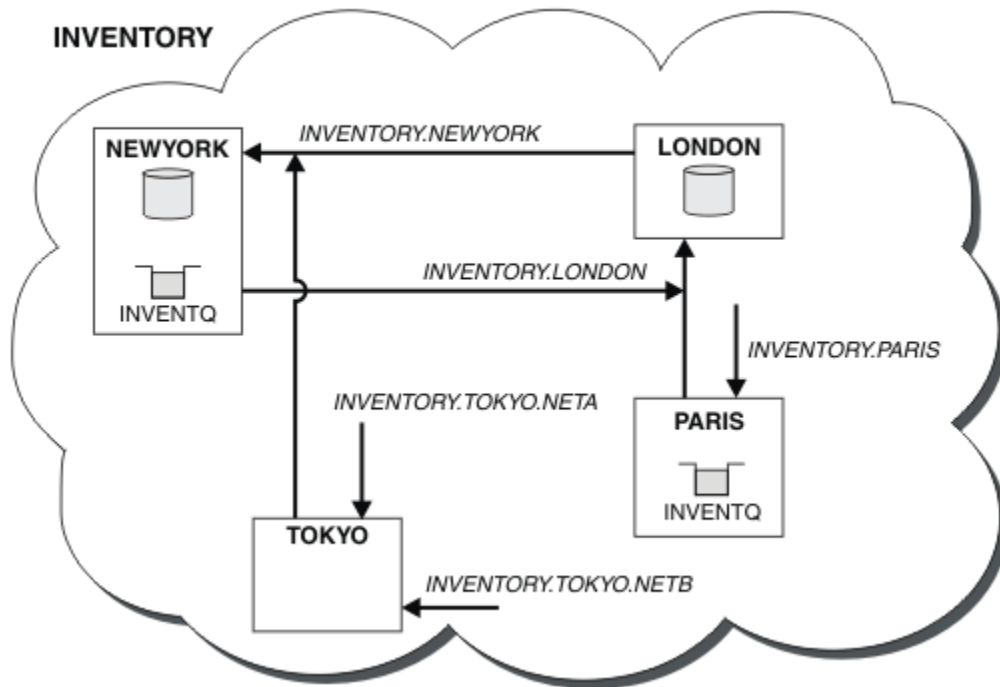 INVENTORY
INVENTORY.NEWYORK
NEWYORK
LONDON
INVENTORY.LONDON
INVENTQ
INVENTORY.PARIS
INVENTORY.TOKYO.NETA
PARIS
INVENTQ
TOKYO
INVENTORY.TOKYO.NETB